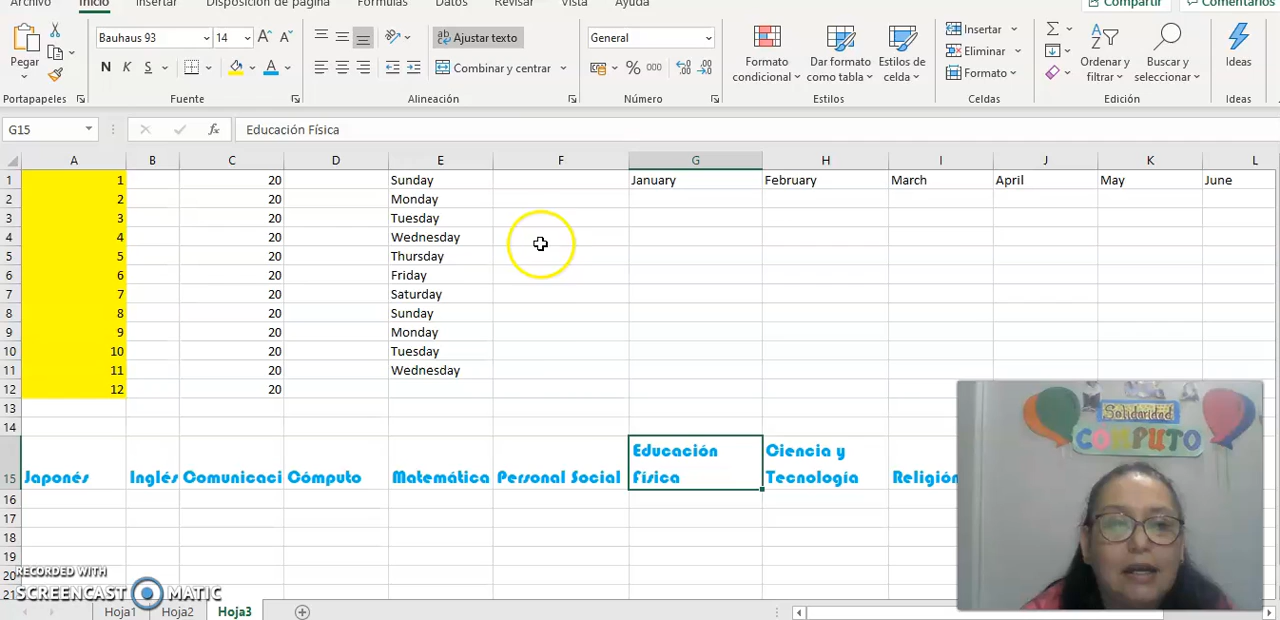 Archivo Inicio Insertar Disposición de página Fórmulas Datos Revisar Vista Ayuda Compartir Comentarios
Bauhaus 93 14 A A ab Ajustar texto General Insertar
Pegar N K S A Combinar y centrar % 000 Formato condicional Dar formato como tabla Estilos de celda Eliminar Formato Ordenar y filtrar Buscar y seleccionar Ideas
Portapapeles Fuente Alineación Número Estilos Celdas Edición Ideas
G15 fx Educación Física
A B C D E F G H I J K L
1 1 20 Sunday January February March April May June
2 2 20 Monday
3 3 20 Tuesday
4 4 20 Wednesday
5 5 20 Thursday
6 6 20 Friday
7 7 20 Saturday
8 8 20 Sunday
9 9 20 Monday
10 10 20 Tuesday
11 11 20 Wednesday
12 12 20
13
14
15 Japonés Inglés Comunicaci Cómputo Matemática Personal Social Educación Física Ciencia y Tecnología Religión
16
17
18
19
20
21
Solidaridad
CÓMPUTO
RECORDED WITH
SCREENCAST MATIC
Hoja1 Hoja2 Hoja3